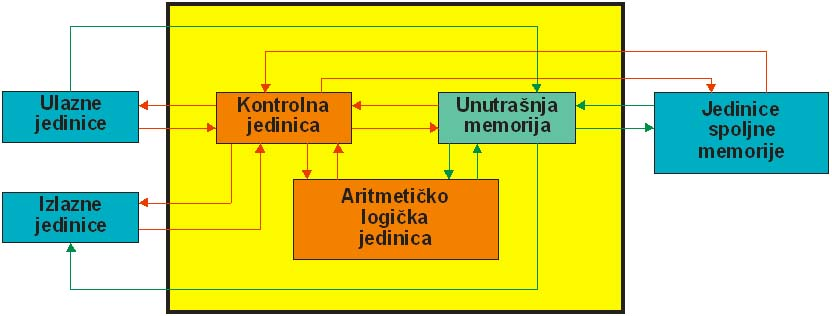 Ulazne
jedinice
Kontrolna
jedinica
Unutrašnja
memorija
Jedinice
spoljne
memorije
Izlazne
jedinice
Aritmetičko
logička
jedinica